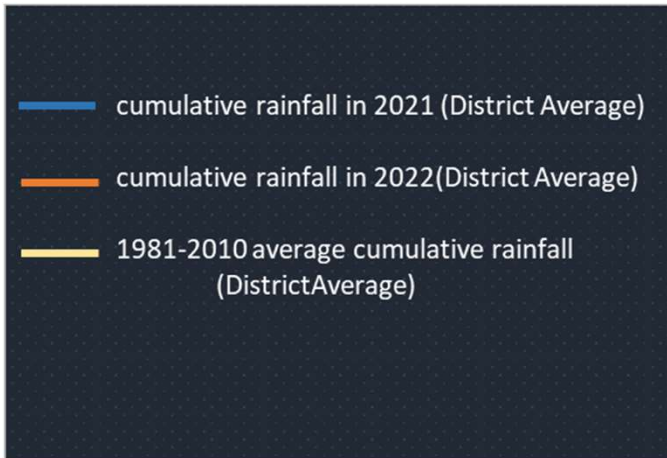 cumulative rainfall in 2021 (District Average)
cumulative rainfall in 2022(District Average)
1981-2010 average cumulative rainfall
(DistrictAverage)